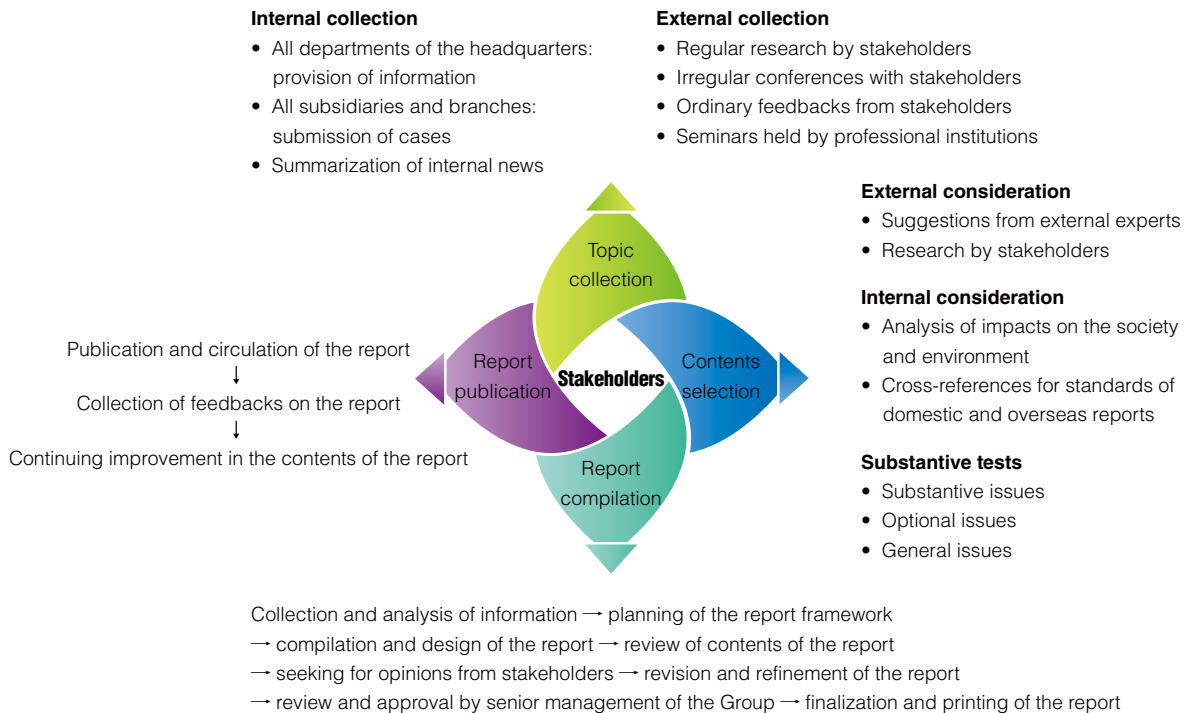 Internal collection
• All departments of the headquarters:
provision of information
• All subsidiaries and branches:
submission of cases
• Summarization of internal news
External collection
• Regular research by stakeholders
• Irregular conferences with stakeholders
• Ordinary feedbacks from stakeholders
• Seminars held by professional institutions
Topic
collection
External consideration
• Suggestions from external experts
• Research by stakeholders
Internal consideration
• Analysis of impacts on the society
and environment
• Cross-references for standards of
domestic and overseas reports
Substantive tests
• Substantive issues
• Optional issues
• General issues
Contents
selection
Stakeholders
Report
publication
Publication and circulation of the report
↓
Collection of feedbacks on the report
↓
Continuing improvement in the contents of the report
Report
compilation
Collection and analysis of information → planning of the report framework
→ compilation and design of the report → review of contents of the report
→ seeking for opinions from stakeholders → revision and refinement of the report
→ review and approval by senior management of the Group → finalization and printing of the report